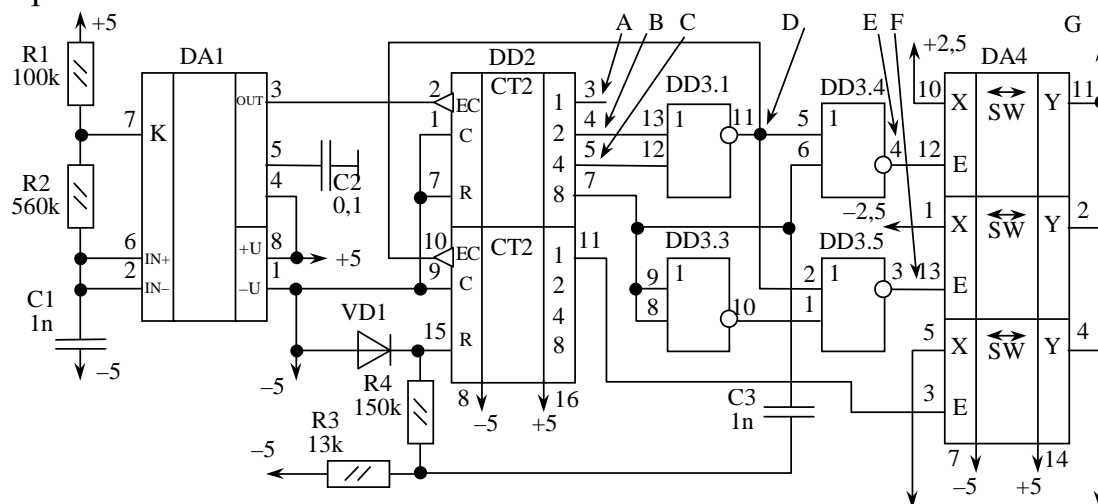 +5
A B C D E F G
R1
100k
DA1
DD2
+2,5
DA4
3
2
CT2
3
DD3.1
DD3.4
10
11
OUT
EC
1
X
SW
Y
7
K
1
C
4
2
13
1
11
5
1
5
5
4
12
6
4
12
E
R2
560k
4
C2
0,1
7
R
7
8
–2,5
1
2
X
SW
Y
6
IN+
8
+U
+5
10
EC
CT2
11
1
DD3.3
DD3.5
2
IN–
1
–U
9
C
2
9
1
2
1
3
13
E
C1
1n
VD1
4
8
10
1
15
R
8
5
X
SW
Y
4
–5
–5
R4
150k
8
–5
+5
16
C3
1n
3
E
R3
13k
–5
7
–5
+5
14